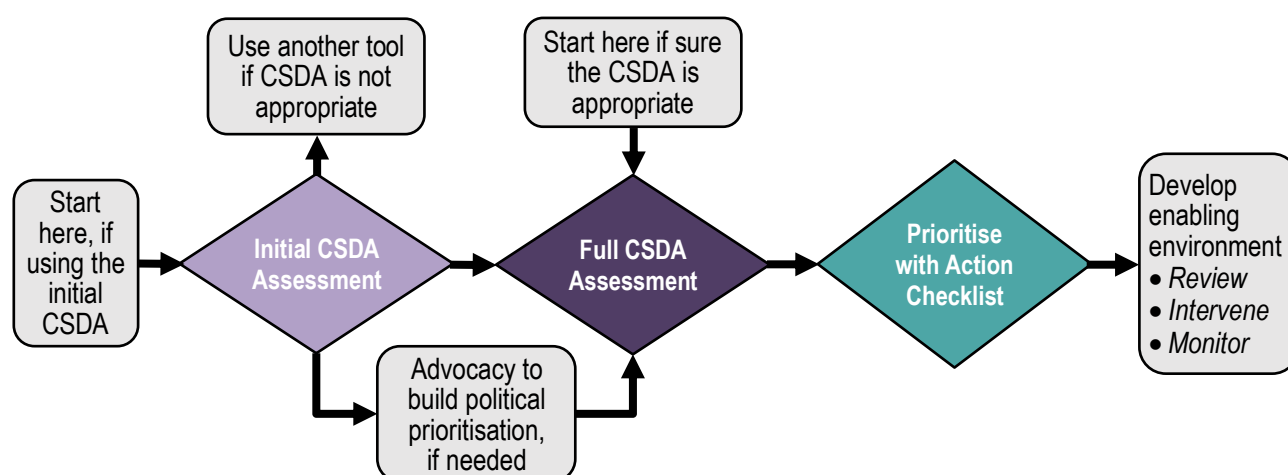 Use another tool
if CSDA is not
appropriate
Start here if sure
the CSDA is
appropriate
Start
here, if
using the
initial
CSDA
Initial CSDA
Assessment
Full CSDA
Assessment
Prioritise
with Action
Checklist
Develop
enabling
environment
• Review
• Intervene
• Monitor
Advocacy to
build political
prioritisation,
if needed